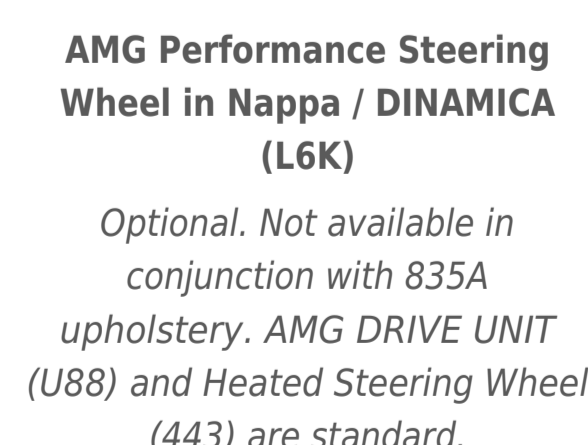 AMG Performance Steering
Wheel in Nappa / DINAMICA
(L6K)
Optional. Not available in
conjunction with 835A
upholstery. AMG DRIVE UNIT
(U88) and Heated Steering Wheel
(443) are standard.